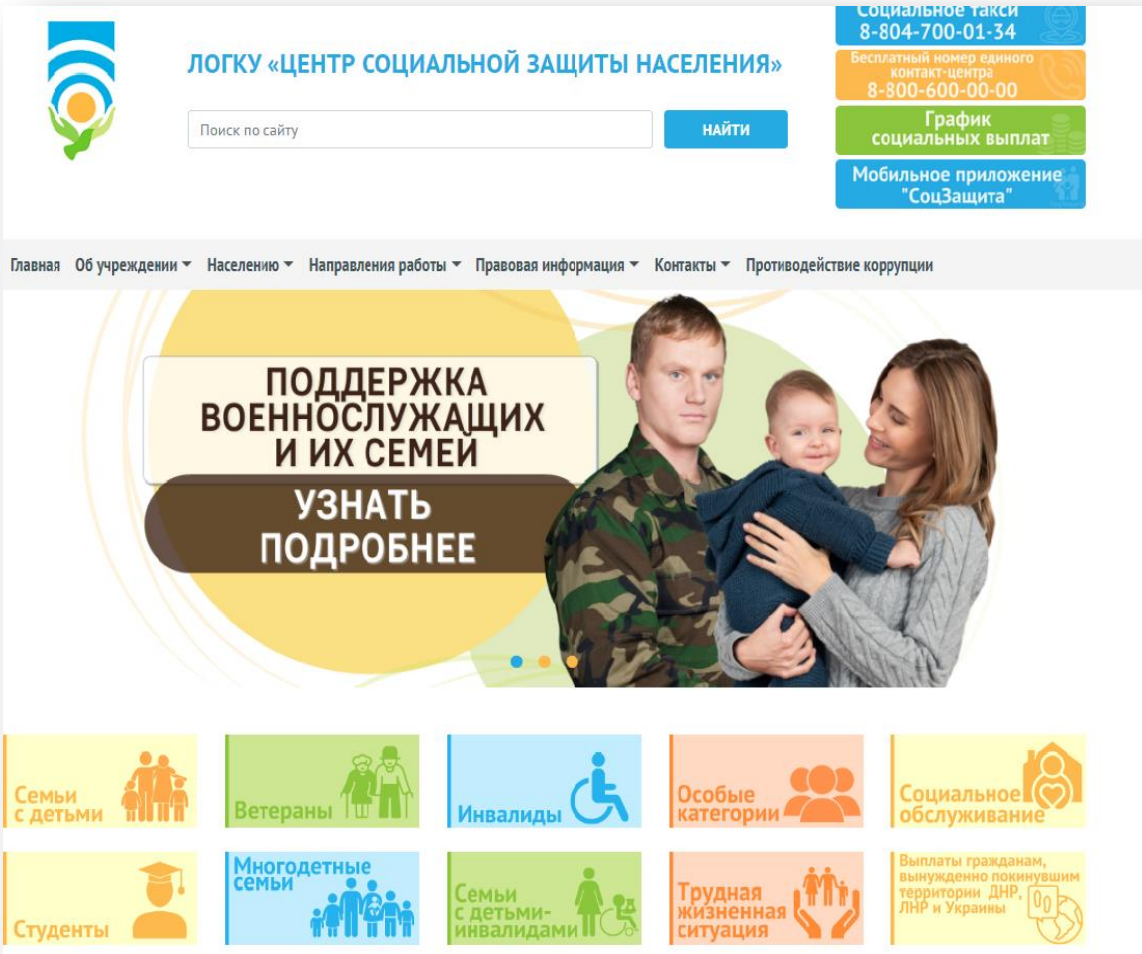 ЛОГКУ «ЦЕНТР СОЦИАЛЬНОЙ ЗАЩИТЫ НАСЕЛЕНИЯ»
Поиск по сайту
НАЙТИ
Социальное такси
8-804-700-01-34
Бесплатный номер единого
контакт-центра
8-800-600-00-00
График
социальных выплат
Мобильное приложение
"СоцЗащита"
Главная Об учреждении Населению Направления работы Правовая информация Контакты Противодействие коррупции
ПОДДЕРЖКА
ВОЕННОСЛУЖАЩИХ
И ИХ СЕМЕЙ
УЗНАТЬ
ПОДРОБНЕЕ
Семьи
с детьми
Ветераны
Инвалиды
Особые
категории
Социальное
обслуживание
Студенты
Многодетные
семьи
Семьи
с детьми-
инвалидами
Трудная
жизненная
ситуация
Выплаты гражданам,
вынужденно покинувшим
территории ДНР,
ЛНР и Украины